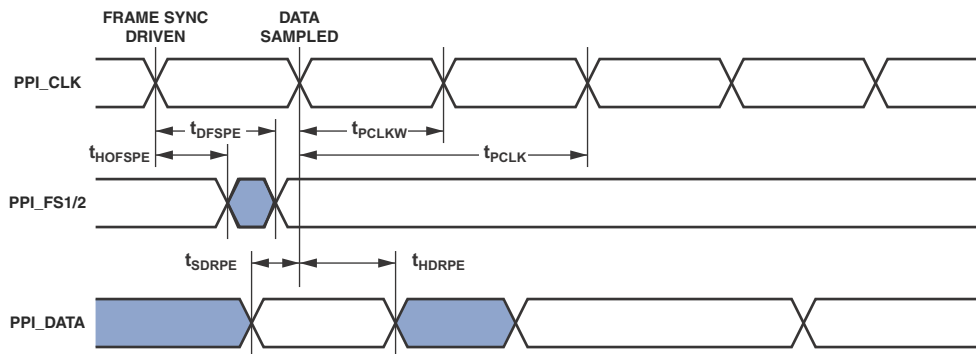 FRAME SYNC
DRIVEN
DATA
SAMPLED
PPI_CLK
tDFSPE
tPCLKW
tHOFSPE
tPCLK
PPI_FS1/2
tSDRPE
tHDRPE
PPI_DATA